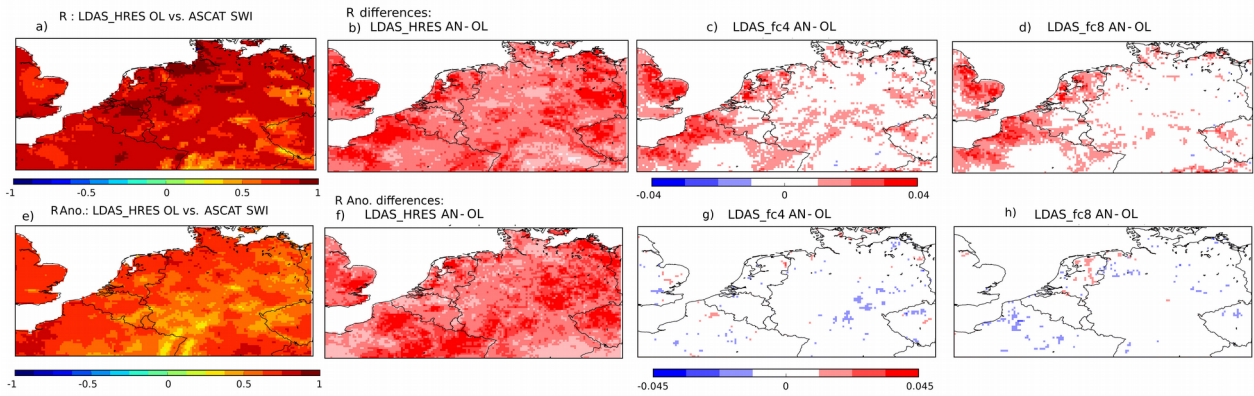 R : LDAS_HRES OL vs. ASCAT SWI
a)
R differences:
b) LDAS_HRES AN-OL
c) LDAS_fc4 AN-OL
d) LDAS_fc8 AN-OL
-1 -0.5 0 0.5 1
-0.04 0 0.04
e) R Ano.: LDAS_HRES OL vs. ASCAT SWI
R Ano. differences:
f) LDAS_HRES AN-OL
g) LDAS_fc4 AN-OL
h) LDAS_fc8 AN-OL
-1 -0.5 0 0.5 1
-0.045 0 0.045